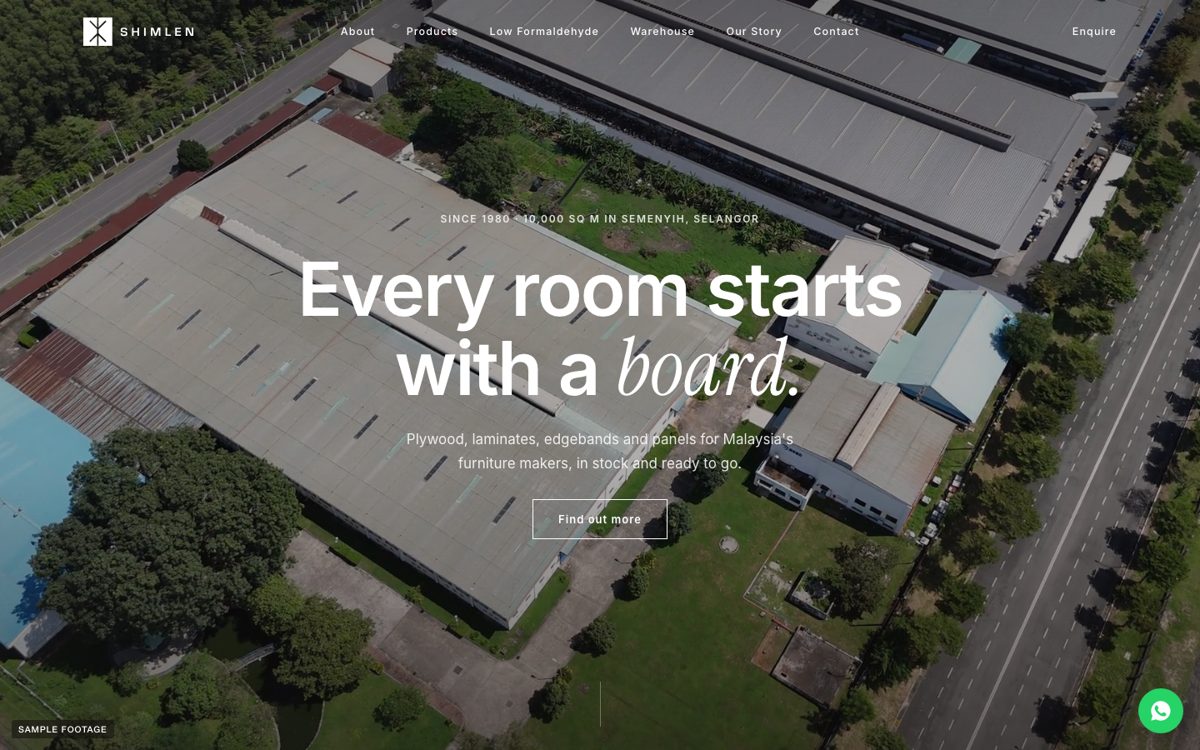 SHIMLEN
About
Products
Low Formaldehyde
Warehouse
Our Story
Contact
Enquire
SINCE 1980 · 10,000 SQ M IN SEMENYIH, SELANGOR
Every room starts
with a board.
Plywood, laminates, edgebands and panels for Malaysia's
furniture makers, in stock and ready to go.
Find out more
SAMPLE FOOTAGE